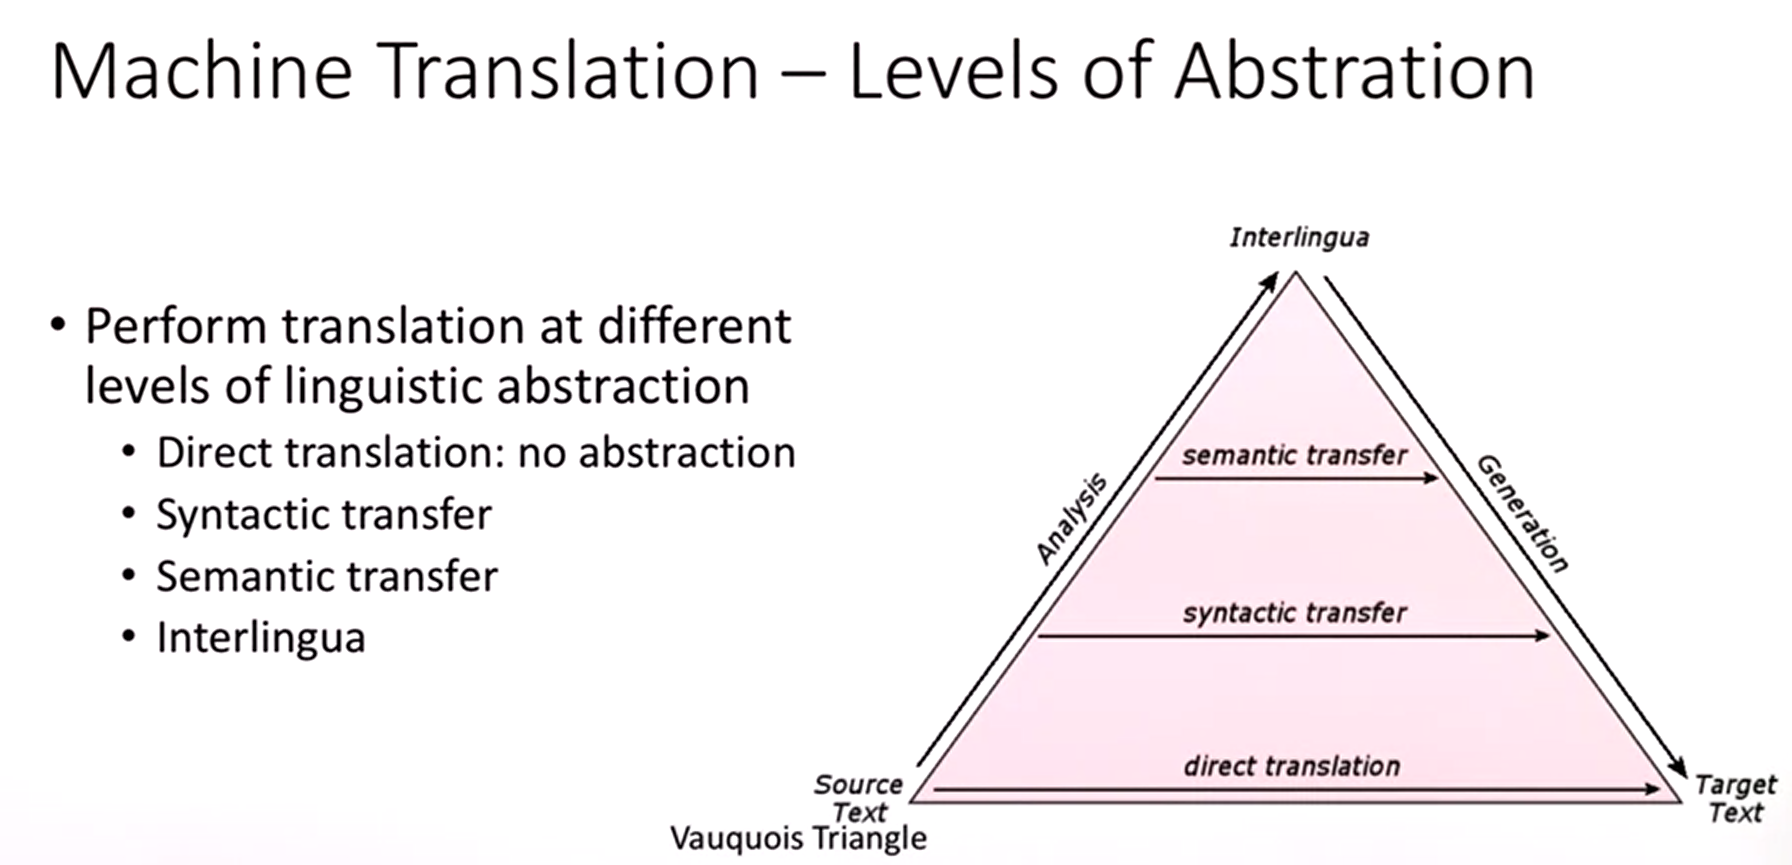 Machine Translation – Levels of Abstration
• Perform translation at different
levels of linguistic abstraction
• Direct translation: no abstraction
• Syntactic transfer
• Semantic transfer
• Interlingua
Interlingua
semantic transfer
Analysis
Generation
syntactic transfer
direct translation
Source
Text
Target
Text
Vauquois Triangle